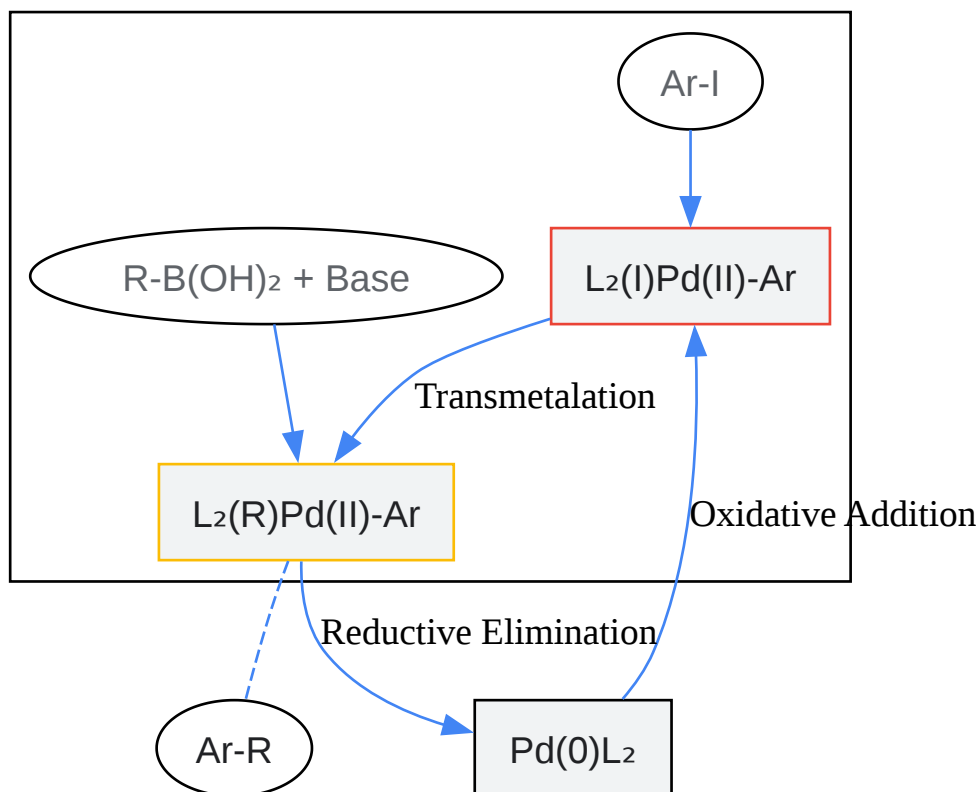 Ar-I
R-B(OH)₂ + Base
L₂(I)Pd(II)-Ar
Transmetalation
L₂(R)Pd(II)-Ar
Oxidative Addition
Reductive Elimination
Ar-R
Pd(0)L₂